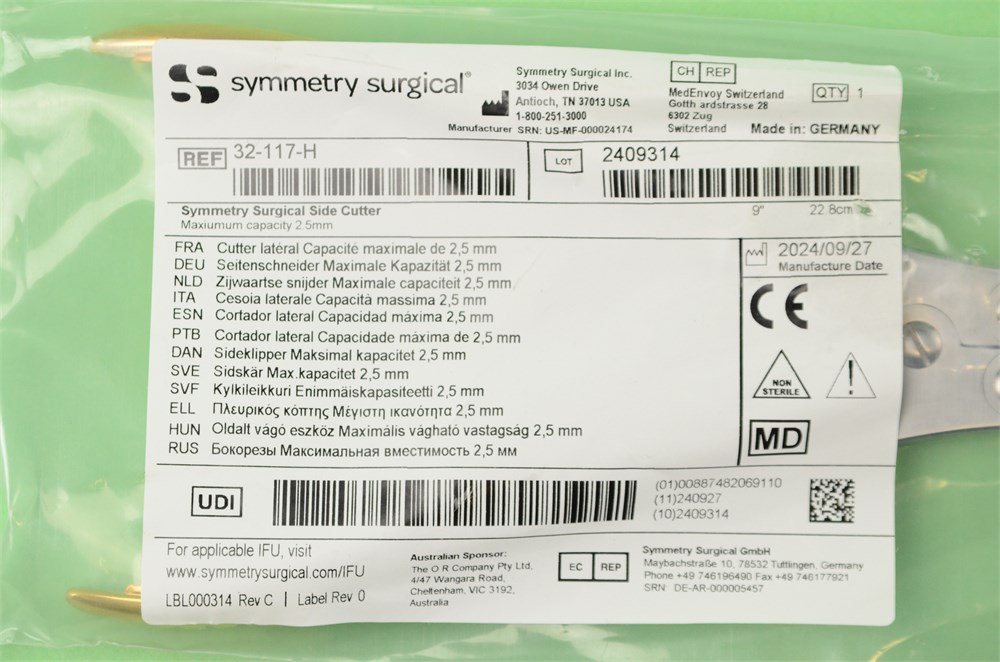 symmetry surgical®
Symmetry Surgical Inc.
3034 Owen Drive
Antioch, TN 37013 USA
1-800-251-3000
Manufacturer SRN: US-MF-000024174
CH REP
MedEnvoy Switzerland
Gotth ardstrasse 28
6302 Zug
Switzerland
QTY 1
Made in: GERMANY
REF 32-117-H
LOT 2409314
Symmetry Surgical Side Cutter
Maxiumum capacity 2.5mm
9" 22.8cm
FRA Cutter latéral Capacité maximale de 2,5 mm
DEU Seitenschneider Maximale Kapazität 2,5 mm
NLD Zijwaartse snijder Maximale capaciteit 2,5 mm
ITA Cesoia laterale Capacità massima 2,5 mm
ESN Cortador lateral Capacidad máxima 2,5 mm
PTB Cortador lateral Capacidade máxima de 2,5 mm
DAN Sideklipper Maksimal kapacitet 2,5 mm
SVE Sidskär Max.kapacitet 2,5 mm
SVF Kylkileikkuri Enimmäiskapasiteetti 2,5 mm
ELL Πλευρικός κόπτης Μέγιστη ικανότητα 2,5 mm
HUN Oldalt vágó eszköz Maximális vágható vastagság 2,5 mm
RUS Бокорезы Максимальная вместимость 2,5 мм
2024/09/27
Manufacture Date
CE
NON
STERILE
!
MD
UDI
(01)00887482069110
(11)240927
(10)2409314
For applicable IFU, visit
www.symmetrysurgical.com/IFU
LBL000314 Rev C | Label Rev 0
Australian Sponsor:
The O R Company Pty Ltd.
4/47 Wangara Road,
Cheltenham, VIC 3192,
Australia
EC REP
Symmetry Surgical GmbH
Maybachstraße 10, 78532 Tuttlingen, Germany
Phone +49 746196490 Fax +49 746177921
SRN DE-AR-000005457